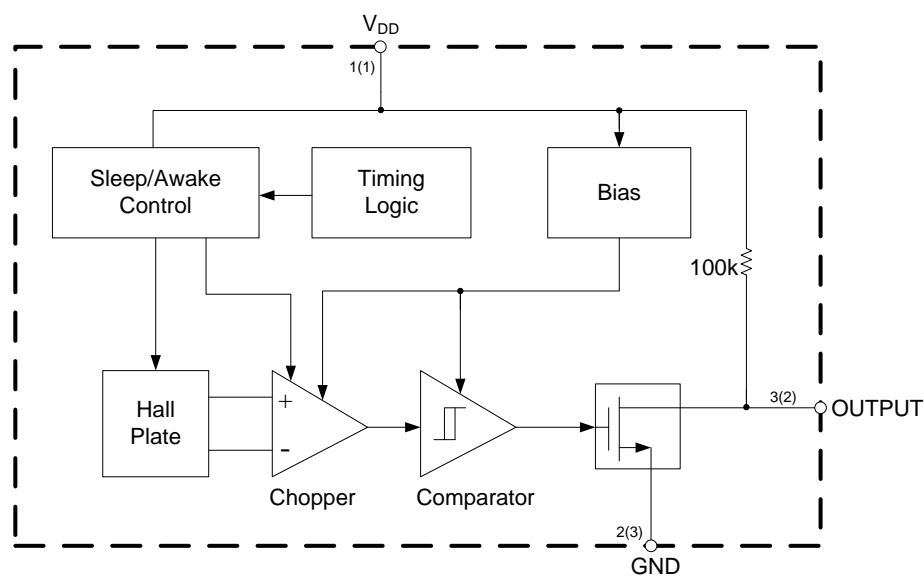 VDD
1(1)
Sleep/Awake
Control
Timing
Logic
Bias
100k
Hall
Plate
+
-
Chopper
Comparator
3(2)
OUTPUT
2(3)
GND